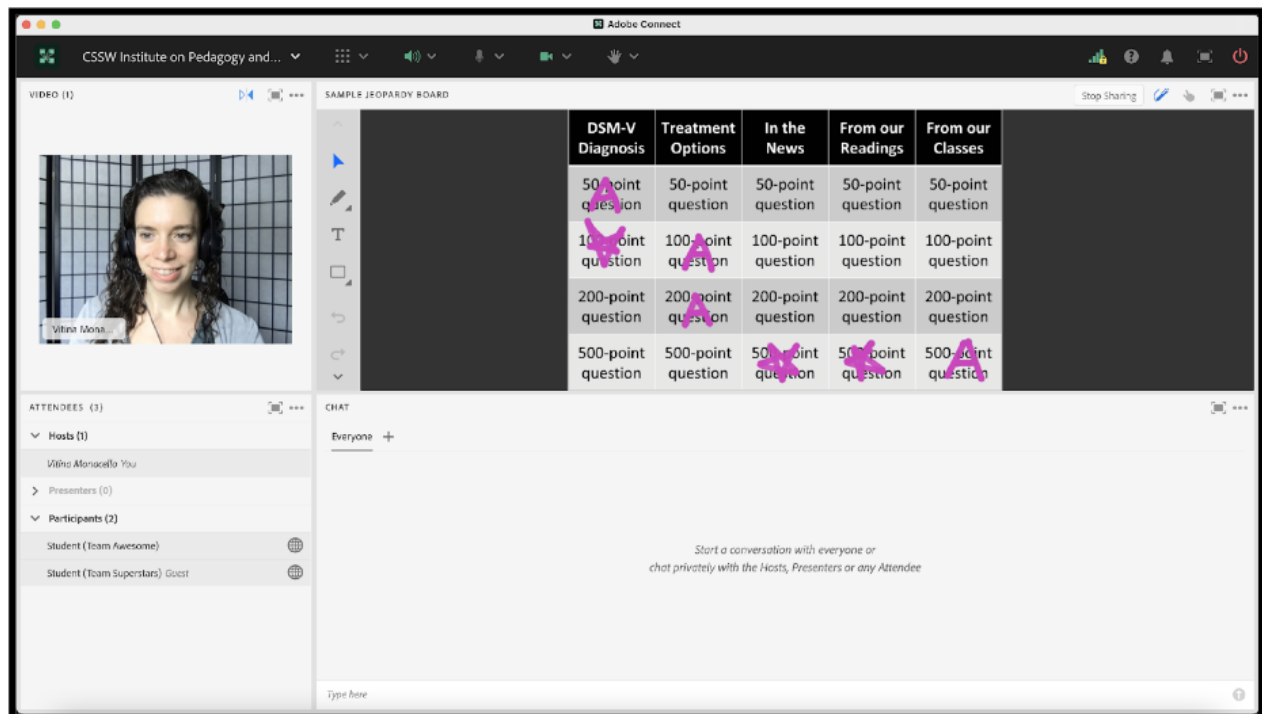 Adobe Connect
CSSW Institute on Pedagogy and...
VIDEO (1)
Vitina Mona...
SAMPLE JEOPARDY BOARD
Stop Sharing
T
DSM-V Diagnosis
Treatment Options
In the News
From our Readings
From our Classes
50-point question
50-point question
50-point question
50-point question
50-point question
A
100-point question
100-point question
100-point question
100-point question
100-point question
A
200-point question
200-point question
200-point question
200-point question
200-point question
A
500-point question
500-point question
500-point question
500-point question
500-point question
A
ATTENDEES (3)
Hosts (1)
Vitina Monacello You
Presenters (0)
Participants (2)
Student (Team Awesome)
Student (Team Superstars) Guest
CHAT
Everyone
Start a conversation with everyone or
chat privately with the Hosts, Presenters or any Attendee
Type here